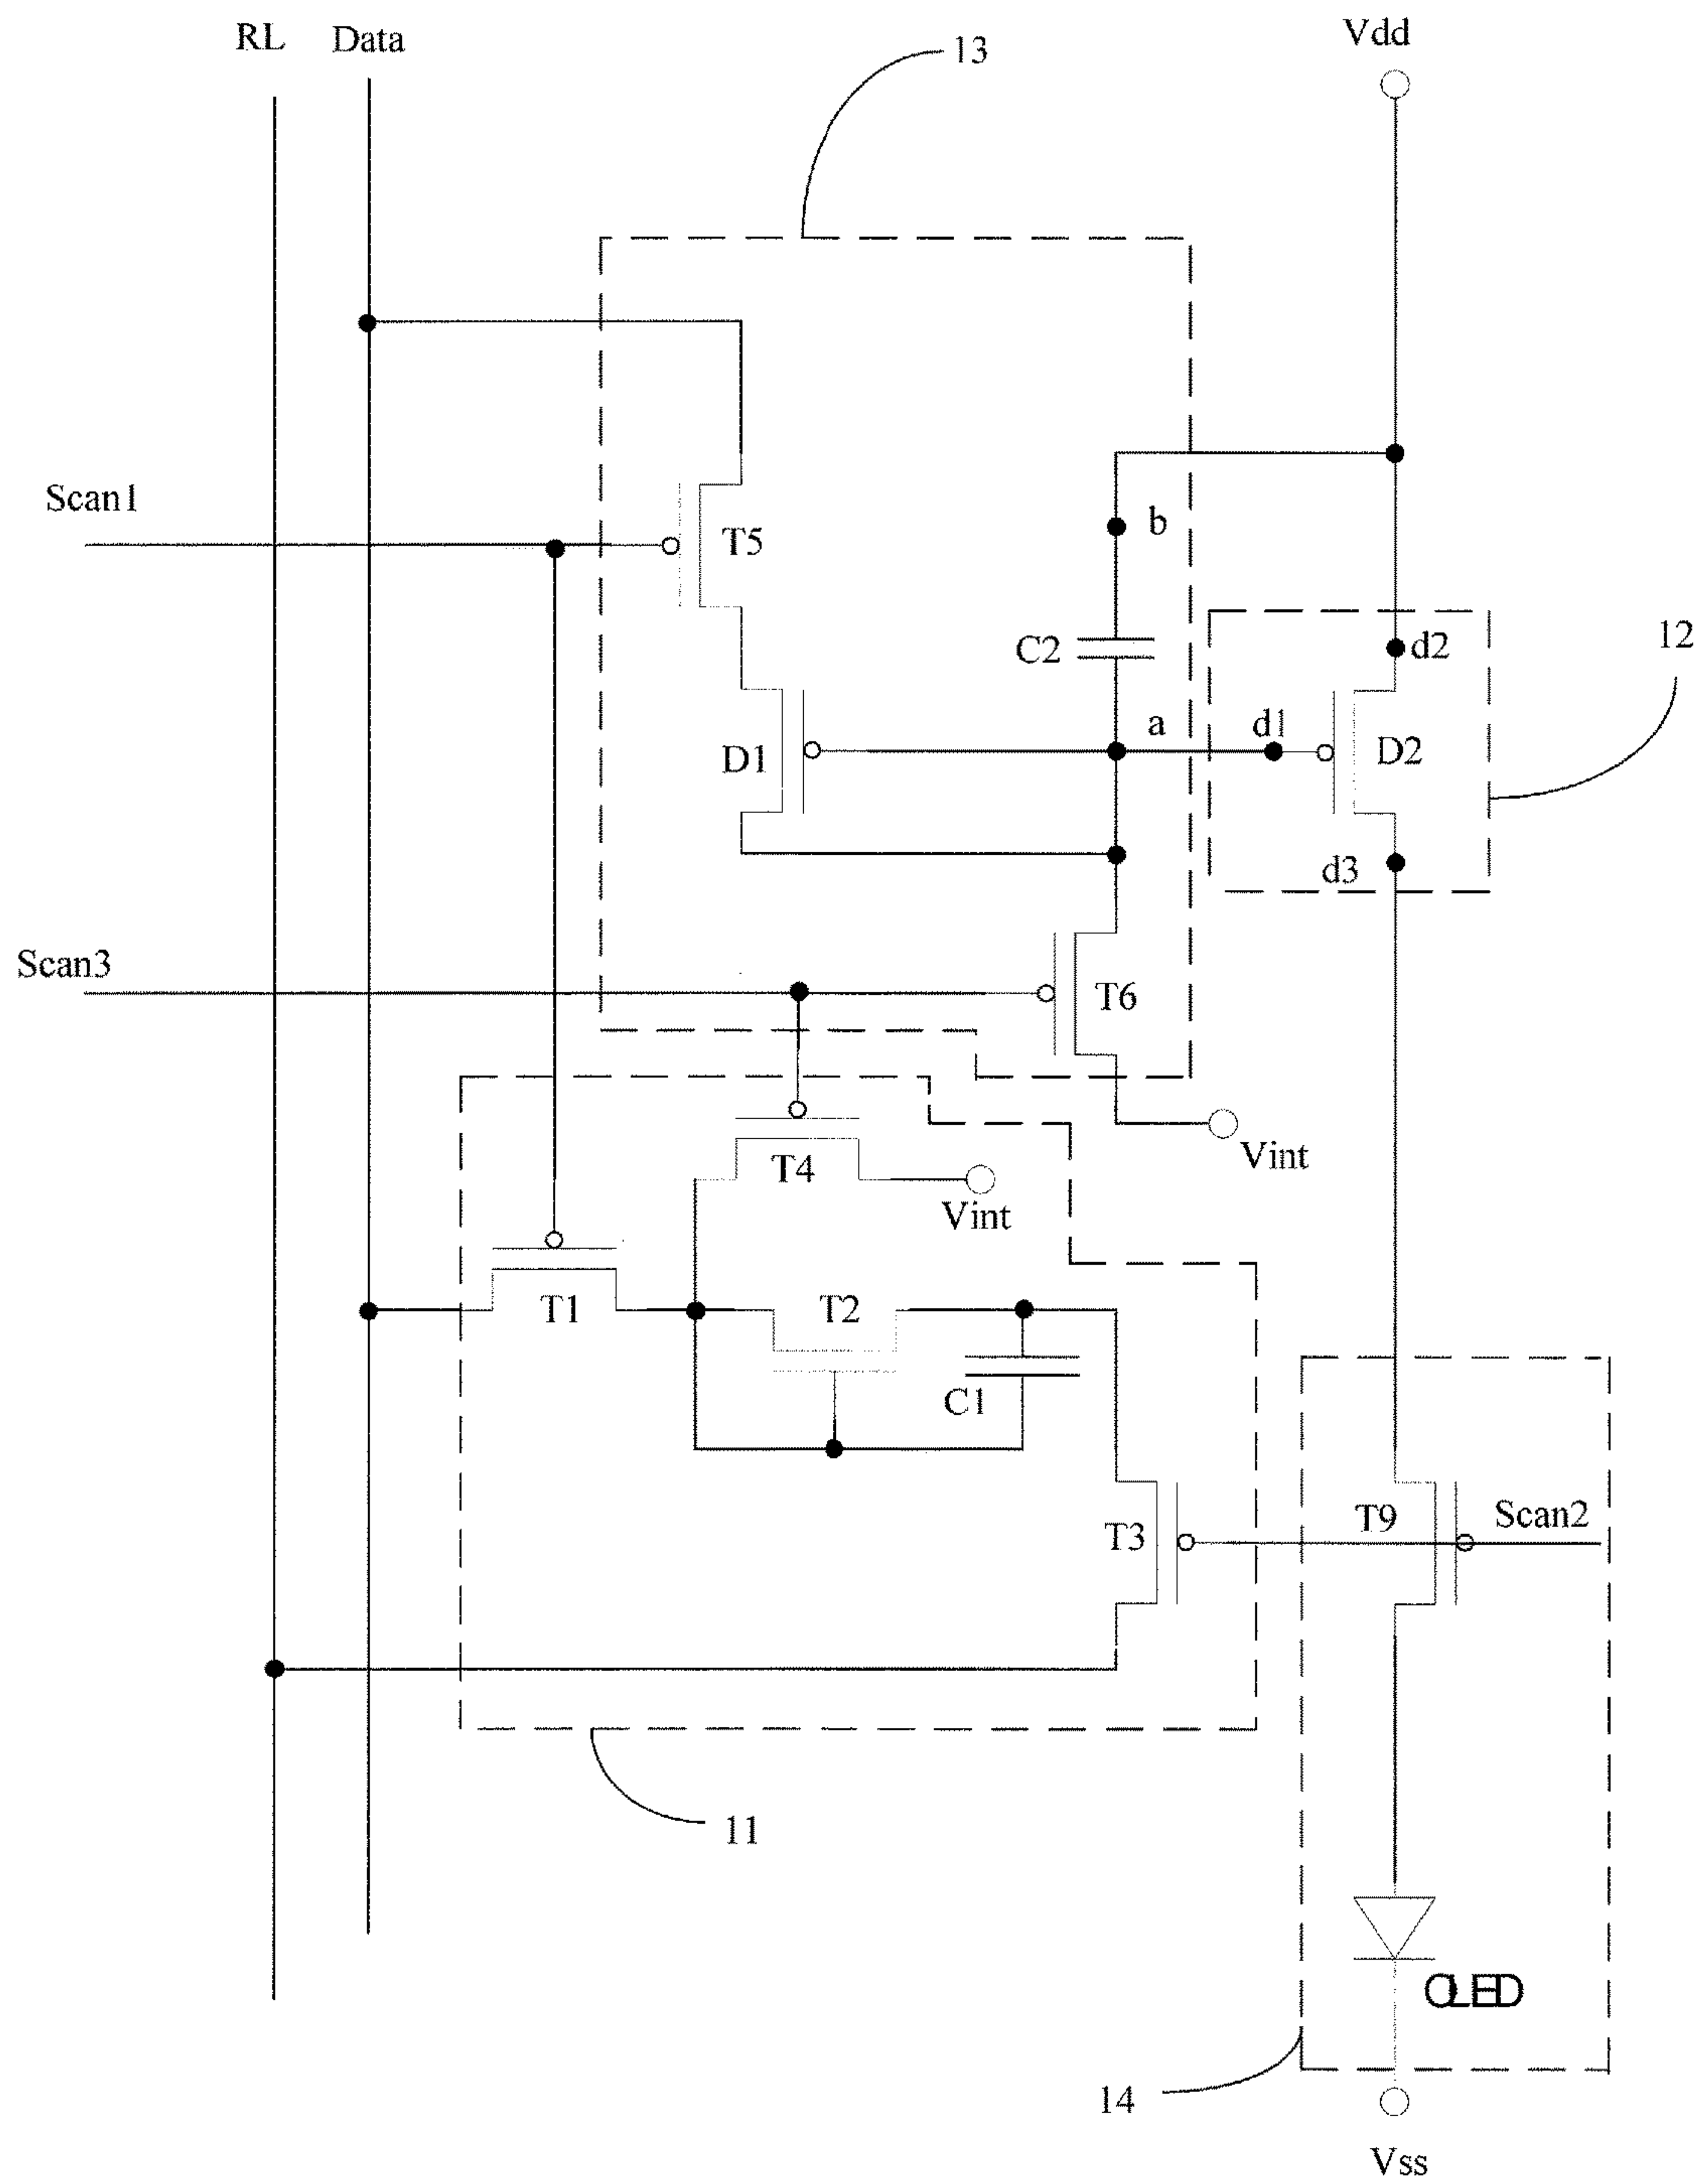 RL
Data
13
Vdd
Scan1
T5
b
C2
a
d1
d2
D1
D2
12
d3
Scan3
T6
T4
Vint
Vint
T1
T2
C1
T3
T9
Scan2
11
OLED
14
Vss